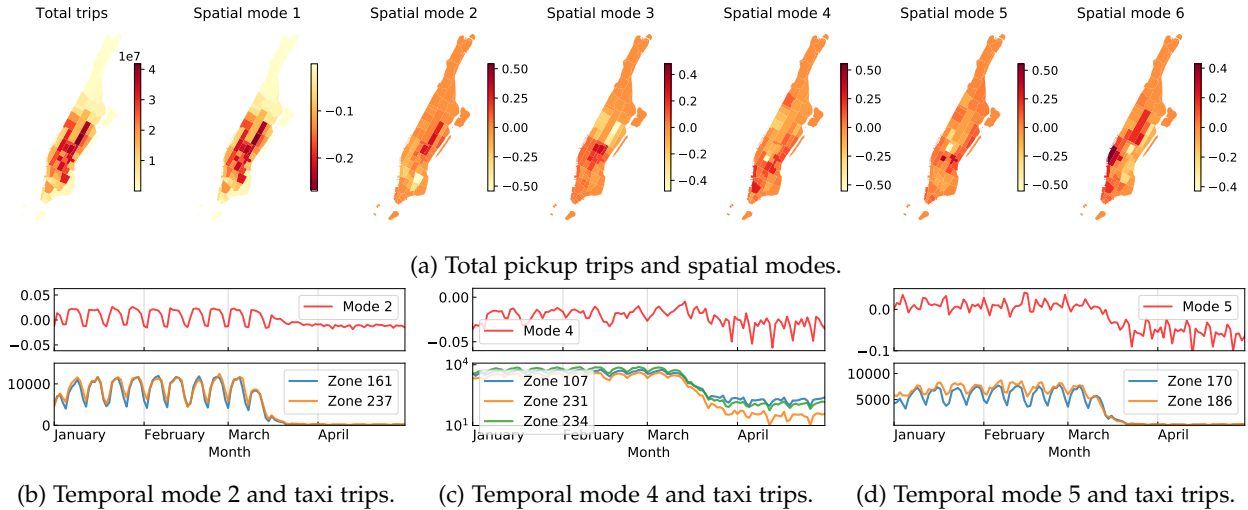 Total trips Spatial mode 1 Spatial mode 2 Spatial mode 3 Spatial mode 4 Spatial mode 5 Spatial mode 6
1e7
4
3
2
1
−0.1
−0.2
0.50
0.25
0.00
−0.25
−0.50
0.4
0.2
0.0
−0.2
−0.4
0.50
0.25
0.00
−0.25
−0.50
0.50
0.25
0.00
−0.25
−0.50
0.4
0.2
0.0
−0.2
−0.4
(a) Total pickup trips and spatial modes.
0.05
0.00
−0.05
Mode 2
10000
0
Zone 161
Zone 237
January February March April
Month
(b) Temporal mode 2 and taxi trips.
0.00
−0.05
Mode 4
10⁴
10¹
Zone 107
Zone 231
Zone 234
January February March April
Month
(c) Temporal mode 4 and taxi trips.
0.0
−0.1
Mode 5
10000
5000
Zone 170
Zone 186
January February March April
Month
(d) Temporal mode 5 and taxi trips.